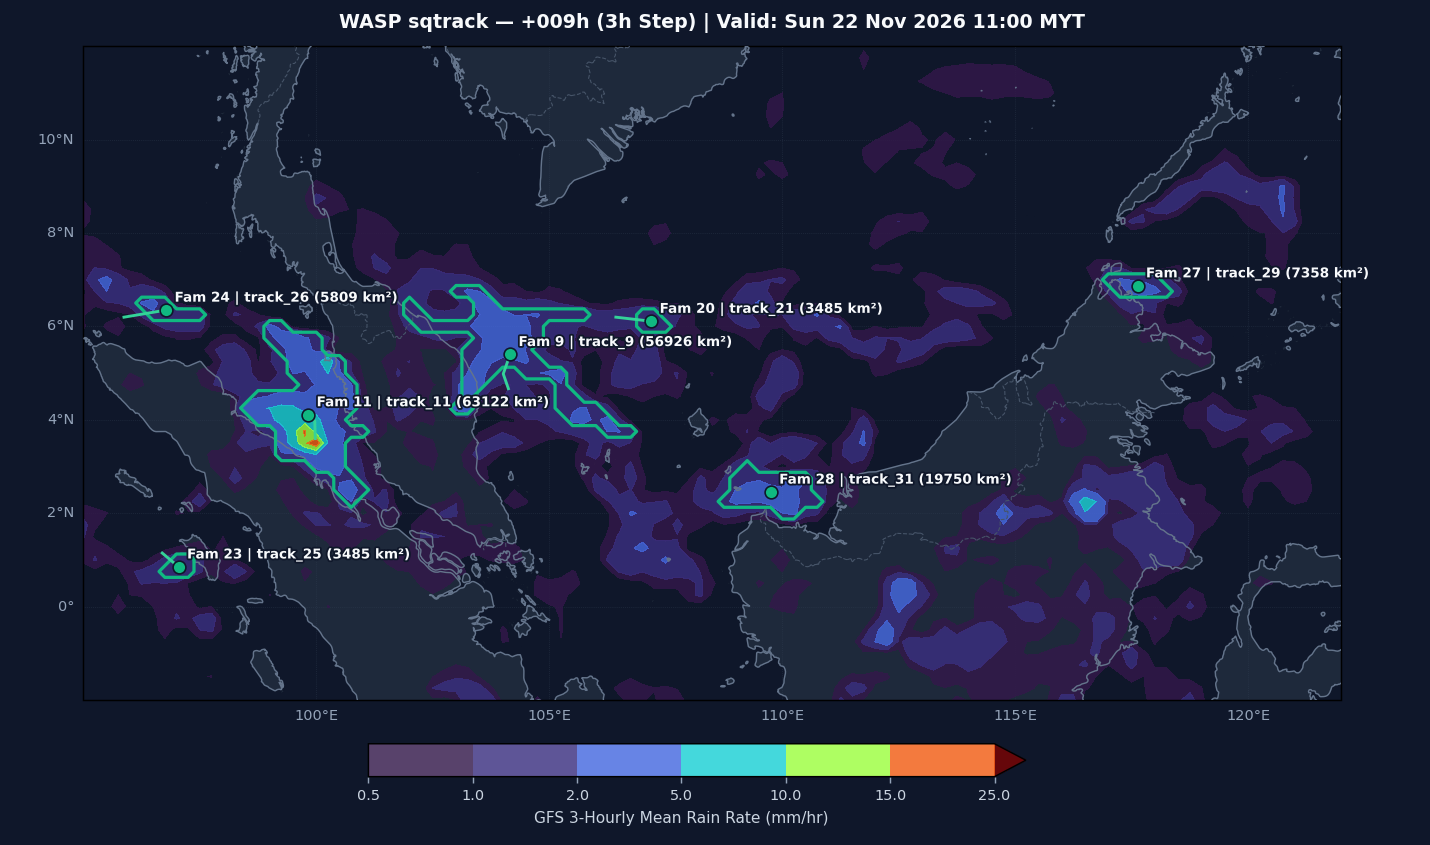 WASP sqtrack — +009h (3h Step) | Valid: Sun 22 Nov 2026 11:00 MYT
10°N
8°N
6°N
4°N
2°N
0°
Fam 27 | track_29 (7358 km²)
Fam 24 | track_26 (5809 km²)
Fam 20 | track_21 (3485 km²)
Fam 9 | track_9 (56926 km²)
Fam 11 | track_11 (63122 km²)
Fam 28 | track_31 (19750 km²)
Fam 23 | track_25 (3485 km²)
100°E
105°E
110°E
115°E
120°E
0.5
1.0
2.0
5.0
10.0
15.0
25.0
GFS 3-Hourly Mean Rain Rate (mm/hr)